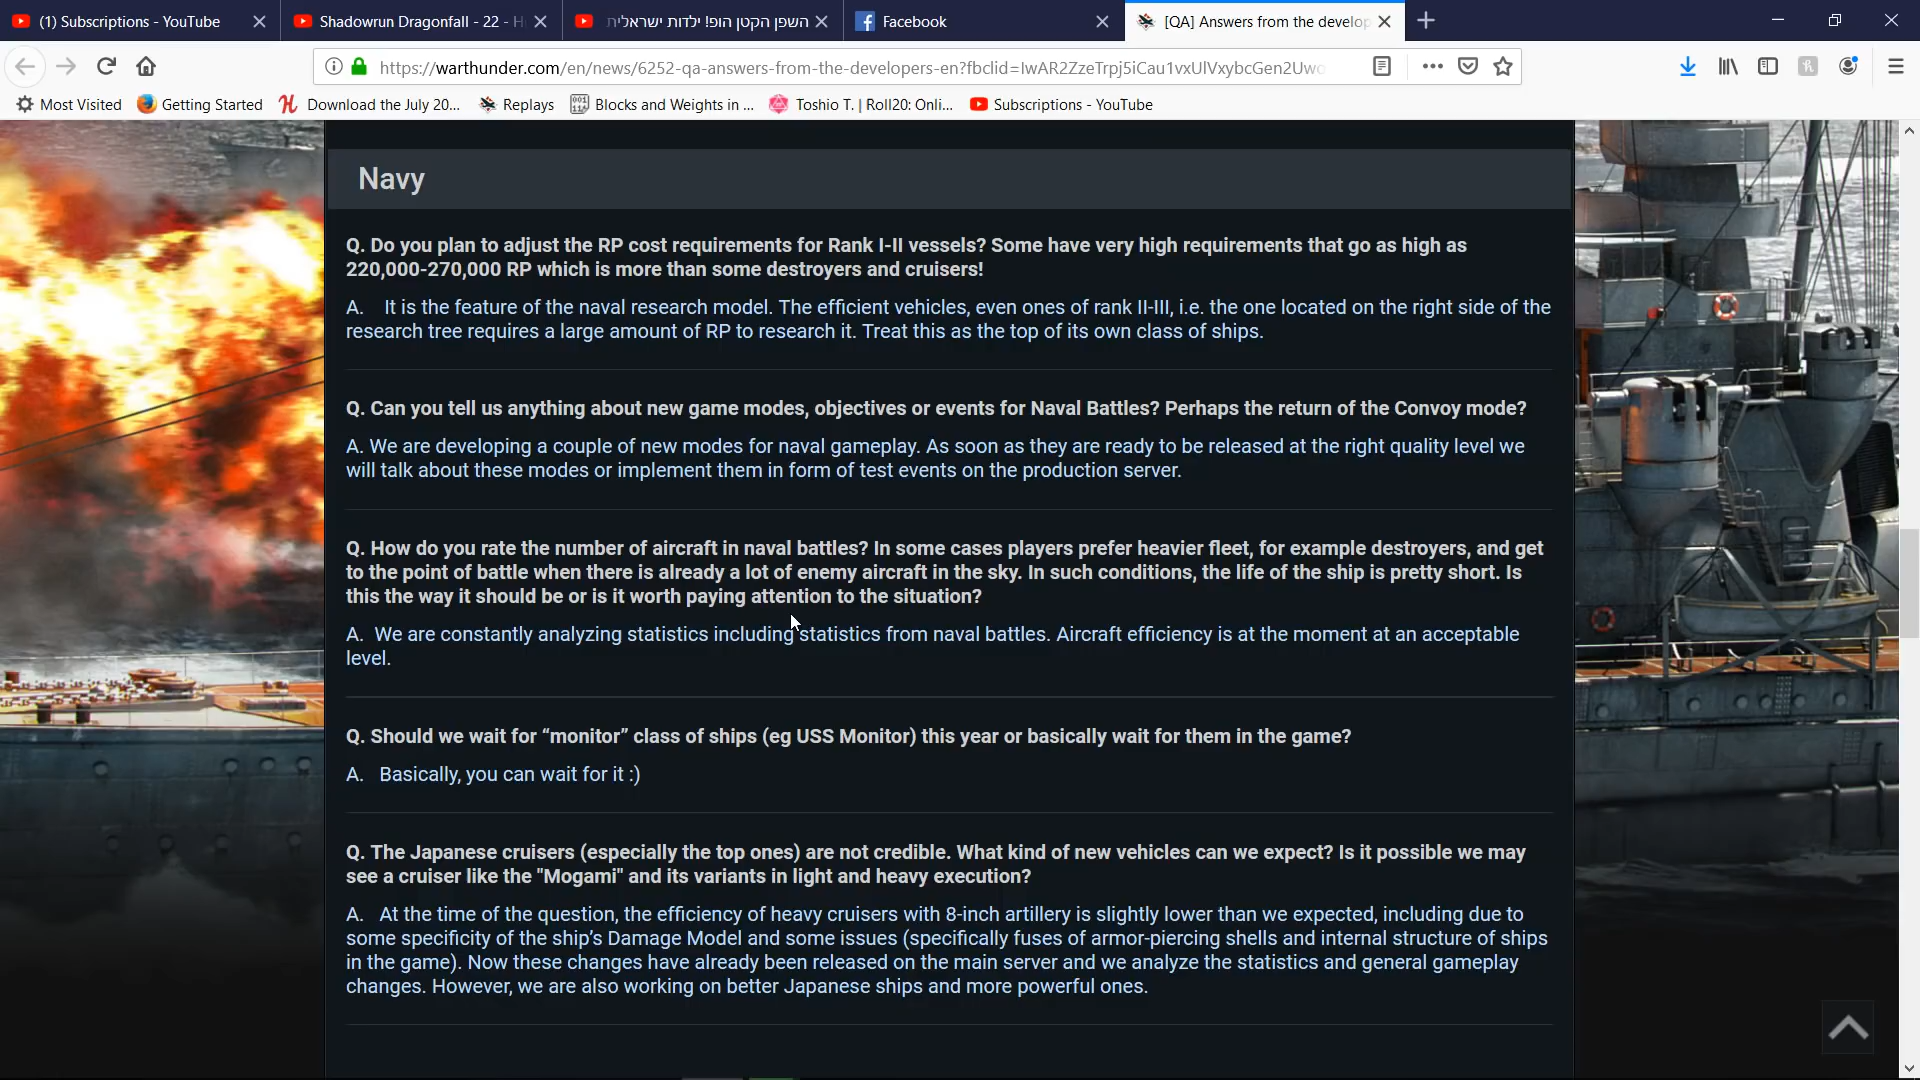 (1) Subscriptions - YouTube
Shadowrun Dragonfall - 22 - H
השפן הקטן הופ! ילדות ישראלית
Facebook
[QA] Answers from the develop
https://warthunder.com/en/news/6252-qa-answers-from-the-developers-en?fbclid=IwAR2ZzeTrpj5iCau1vxUlVxybcGen2Uwo
Most Visited
Getting Started
Download the July 20...
Replays
Blocks and Weights in ...
Toshio T. | Roll20: Onli...
Subscriptions - YouTube
Navy
Q. Do you plan to adjust the RP cost requirements for Rank I-II vessels? Some have very high requirements that go as high as
220,000-270,000 RP which is more than some destroyers and cruisers!
A. It is the feature of the naval research model. The efficient vehicles, even ones of rank II-III, i.e. the one located on the right side of the
research tree requires a large amount of RP to research it. Treat this as the top of its own class of ships.
Q. Can you tell us anything about new game modes, objectives or events for Naval Battles? Perhaps the return of the Convoy mode?
A. We are developing a couple of new modes for naval gameplay. As soon as they are ready to be released at the right quality level we
will talk about these modes or implement them in form of test events on the production server.
Q. How do you rate the number of aircraft in naval battles? In some cases players prefer heavier fleet, for example destroyers, and get
to the point of battle when there is already a lot of enemy aircraft in the sky. In such conditions, the life of the ship is pretty short. Is
this the way it should be or is it worth paying attention to the situation?
A. We are constantly analyzing statistics including statistics from naval battles. Aircraft efficiency is at the moment at an acceptable
level.
Q. Should we wait for “monitor” class of ships (eg USS Monitor) this year or basically wait for them in the game?
A. Basically, you can wait for it :)
Q. The Japanese cruisers (especially the top ones) are not credible. What kind of new vehicles can we expect? Is it possible we may
see a cruiser like the "Mogami" and its variants in light and heavy execution?
A. At the time of the question, the efficiency of heavy cruisers with 8-inch artillery is slightly lower than we expected, including due to
some specificity of the ship’s Damage Model and some issues (specifically fuses of armor-piercing shells and internal structure of ships
in the game). Now these changes have already been released on the main server and we analyze the statistics and general gameplay
changes. However, we are also working on better Japanese ships and more powerful ones.